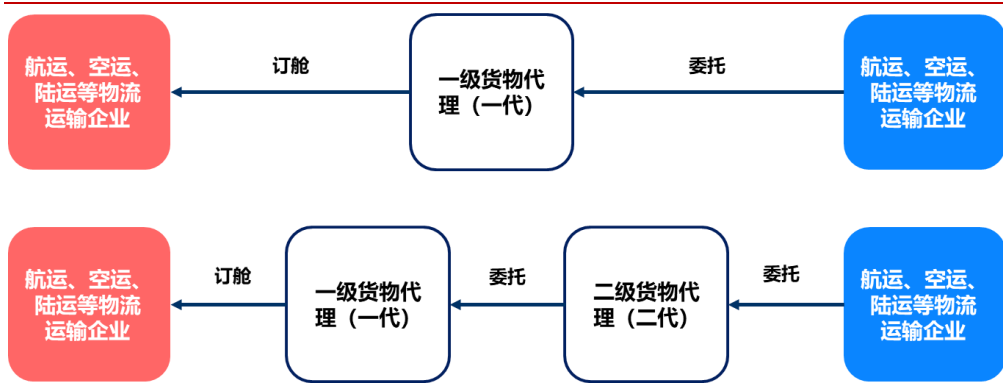 航运、空运、
陆运等物流
运输企业
订舱
一级货物代
理（一代）
委托
航运、空运、
陆运等物流
运输企业
航运、空运、
陆运等物流
运输企业
订舱
一级货物代
理（一代）
委托
二级货物代
理（二代）
委托
航运、空运、
陆运等物流
运输企业